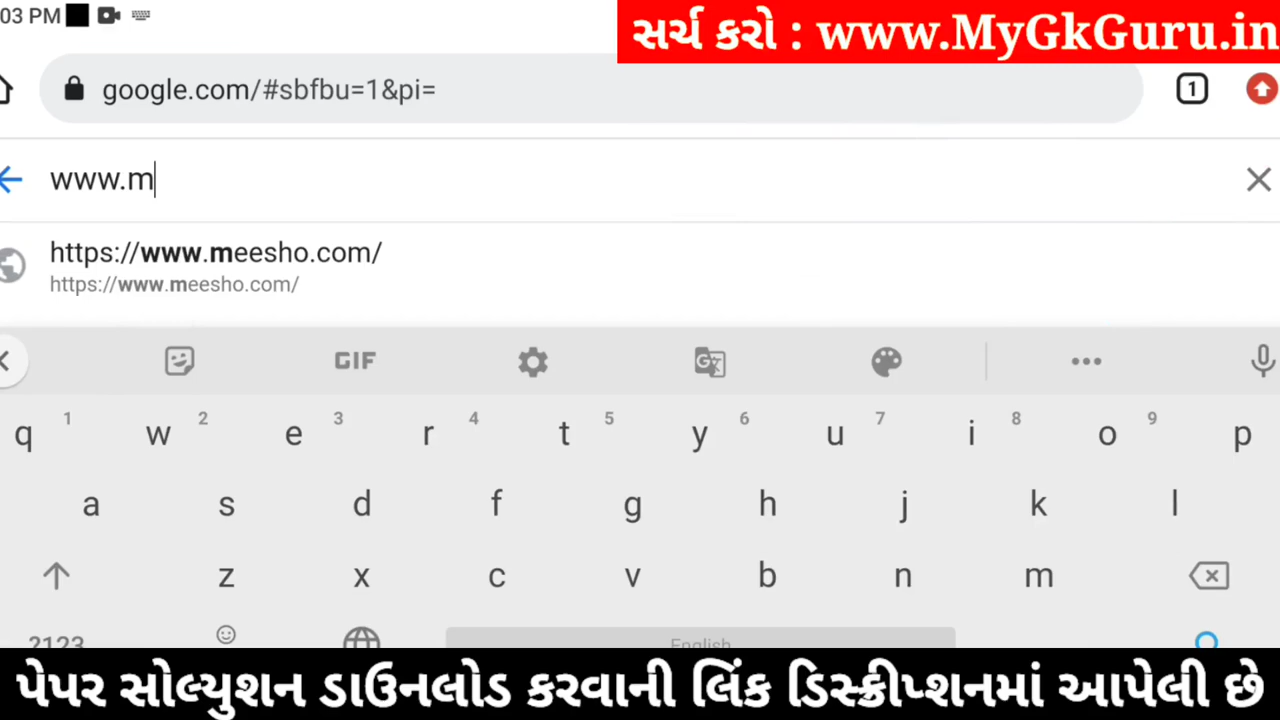 03 PM
સર્ચ કરો : www.MyGkGuru.in
google.com/#sbfbu=1&pi=
1
www.m
https://www.meesho.com/
https://www.meesho.com/
GIF
q 1 w 2 e 3 r 4 t 5 y 6 u 7 i 8 o 9 p
a s d f g h j k l
z x c v b n m
?123 English
પેપર સોલ્યુશન ડાઉનલોડ કરવાની લિંક ડિસ્ક્રીપ્શનમાં આપેલી છે